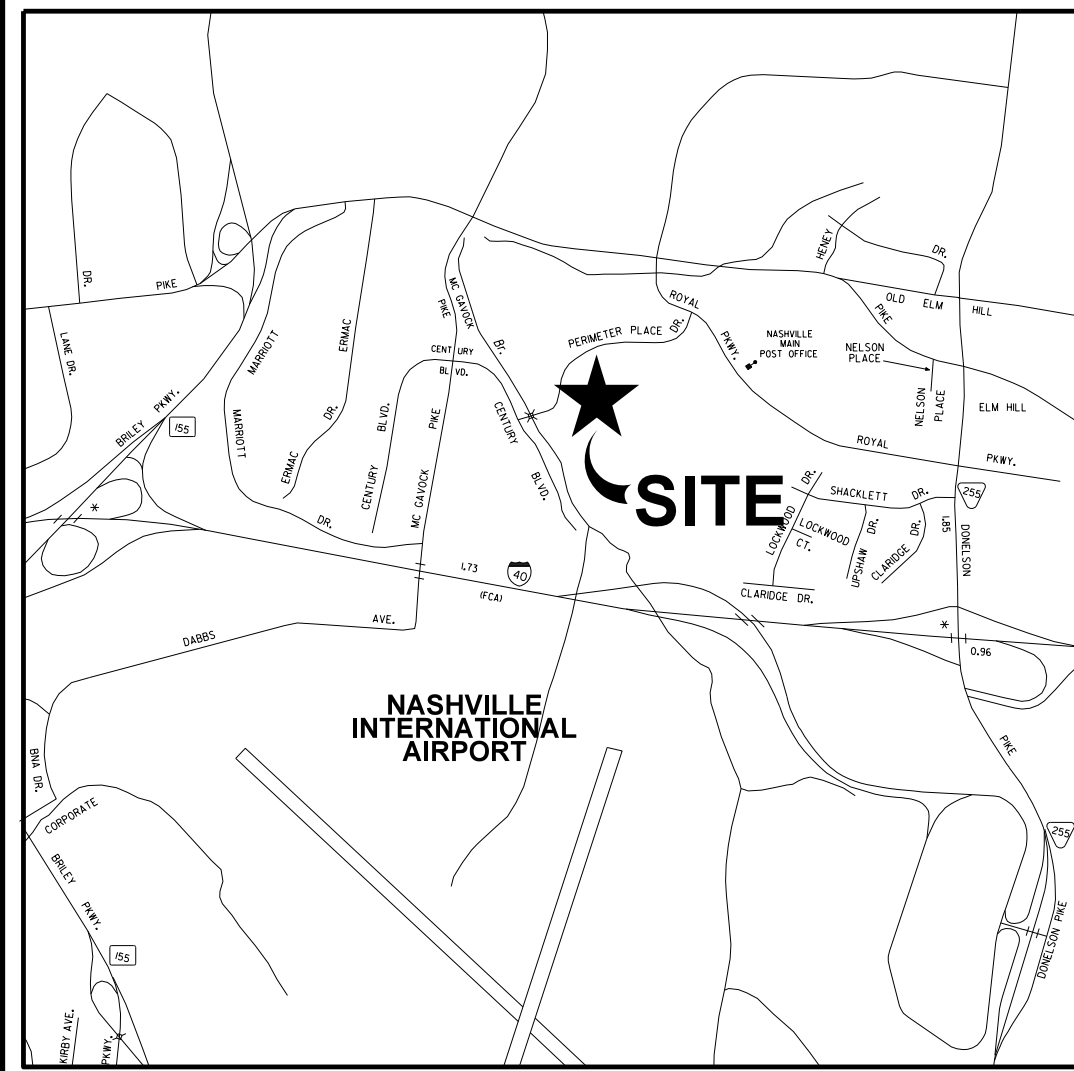 DR.
PIKE
LANE DR.
BRILEY PKWY.
155
MARRIOTT
MARRIOTT
DR.
ERMAC
ERMAC DR.
CENTURY BLVD.
CENTURY
BLVD.
MC GAVOCK
PIKE
MC GAVOCK PIKE
Br.
CENTURY
BLVD.
PERIMETER PLACE DR.
ROYAL
PKWY.
NASHVILLE
MAIN
POST OFFICE
HENEY
DR.
OLD ELM HILL
PIKE
NELSON
PLACE
NELSON
PLACE
ELM HILL
ROYAL
PKWY.
SITE
SHACKLETT DR.
LOCKWOOD DR.
LOCKWOOD
CT.
UPSHAW DR.
CLARIDGE DR.
CLARIDGE DR.
255
1.85
DONELSON
*
1.73
40
(FCA)
*
0.96
DABBS AVE.
NASHVILLE
INTERNATIONAL
AIRPORT
PIKE
BNA DR.
CORPORATE
BRILEY PKWY.
155
KIRBY AVE.
PKWY.
255
DONELSON PIKE